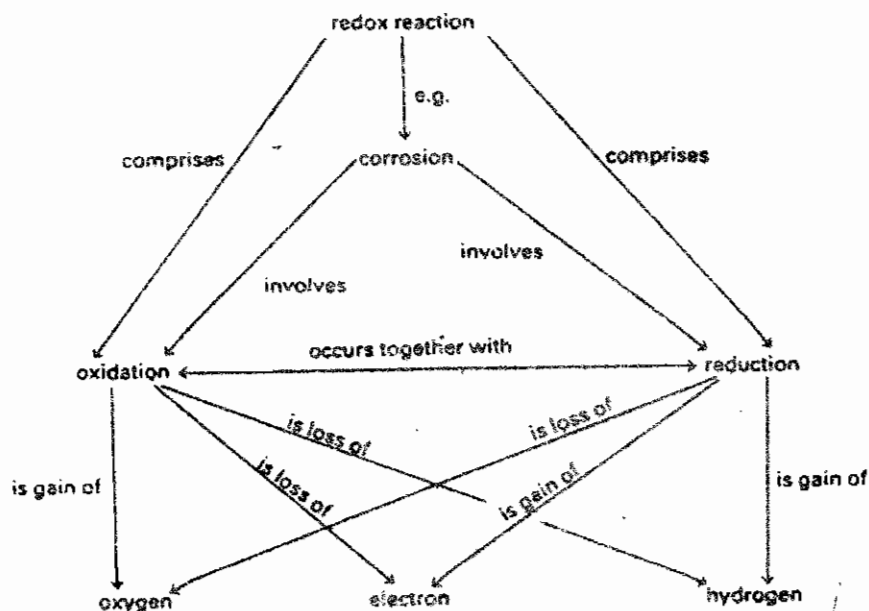 redox reaction
e.g.
comprises
corrosion
comprises
involves
involves
occurs together with
oxidation
reduction
is loss of
is loss of
is gain of
is loss of
is gain of
is gain of
oxygen
electron
hydrogen